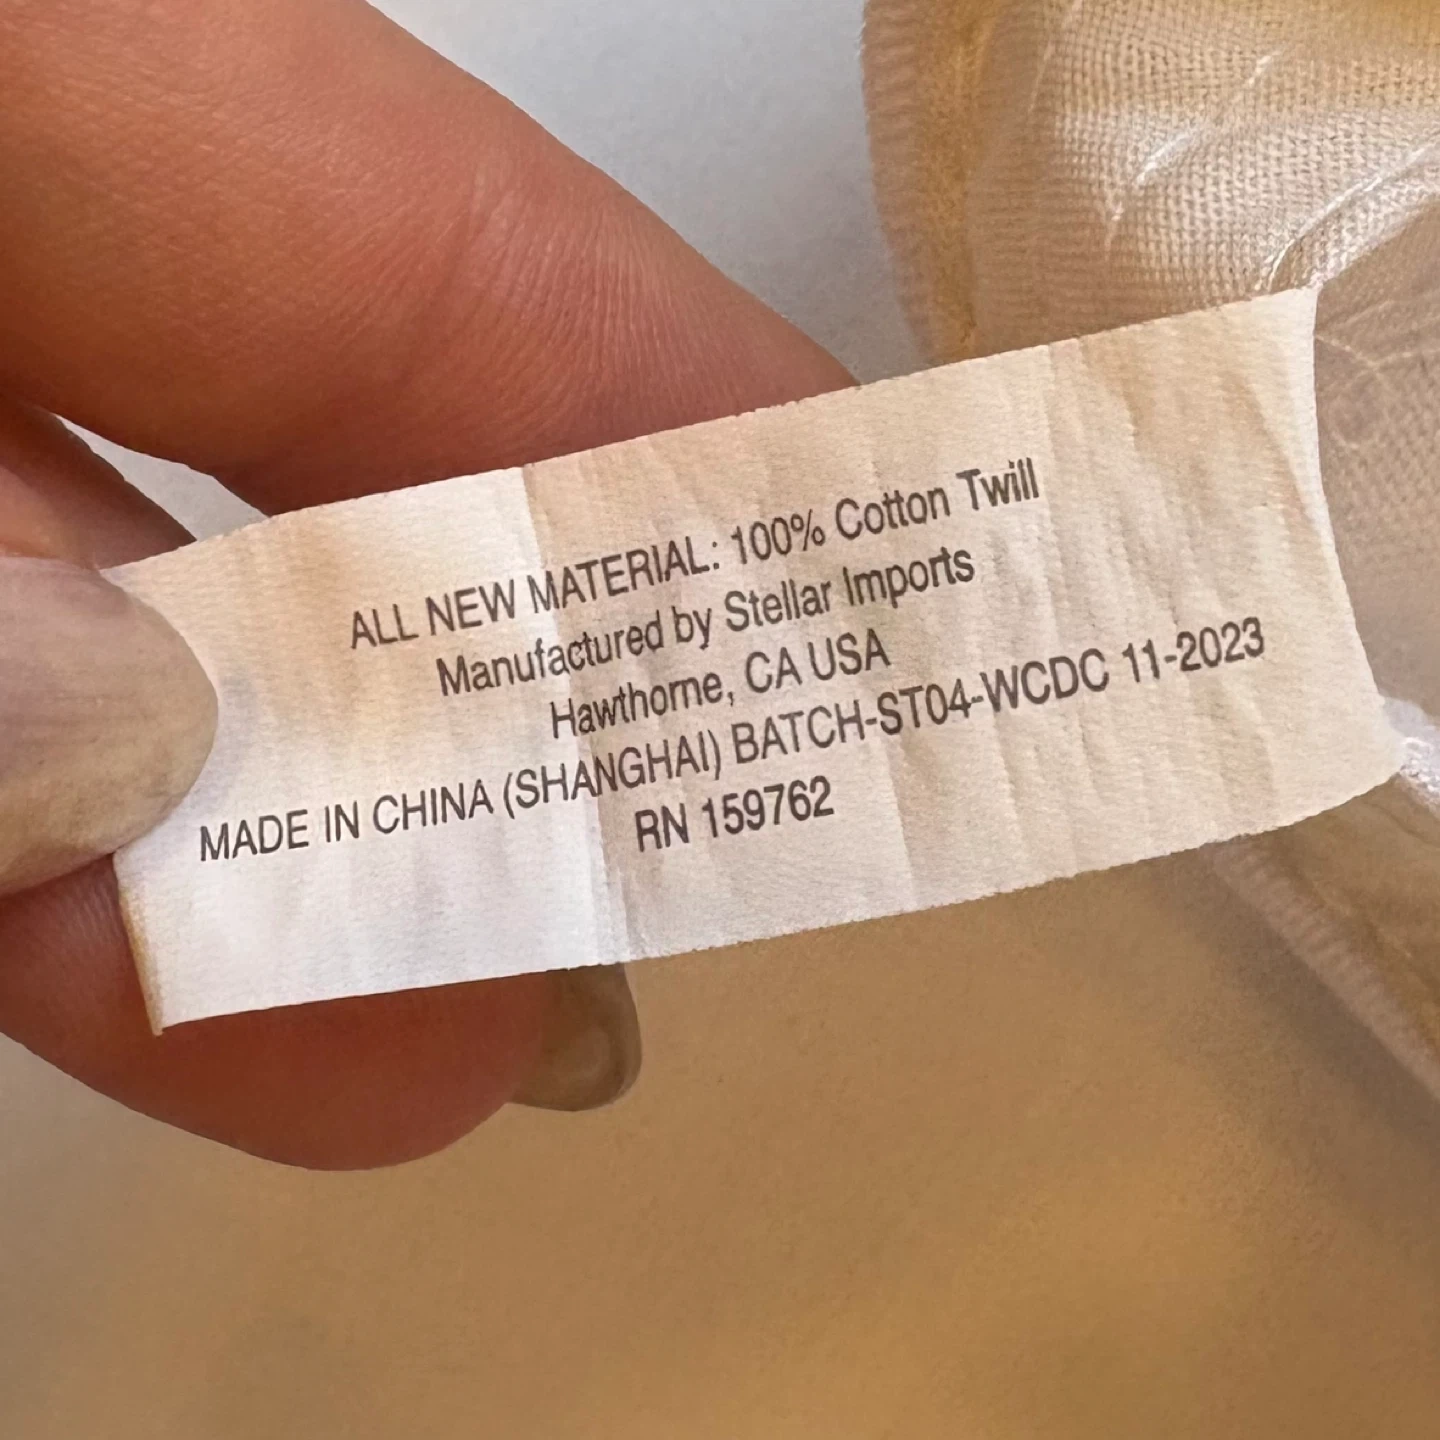 ALL NEW MATERIAL: 100% Cotton Twill
Manufactured by Stellar Imports
Hawthorne, CA USA
MADE IN CHINA (SHANGHAI) BATCH-ST04-WCDC 11-2023
RN 159762